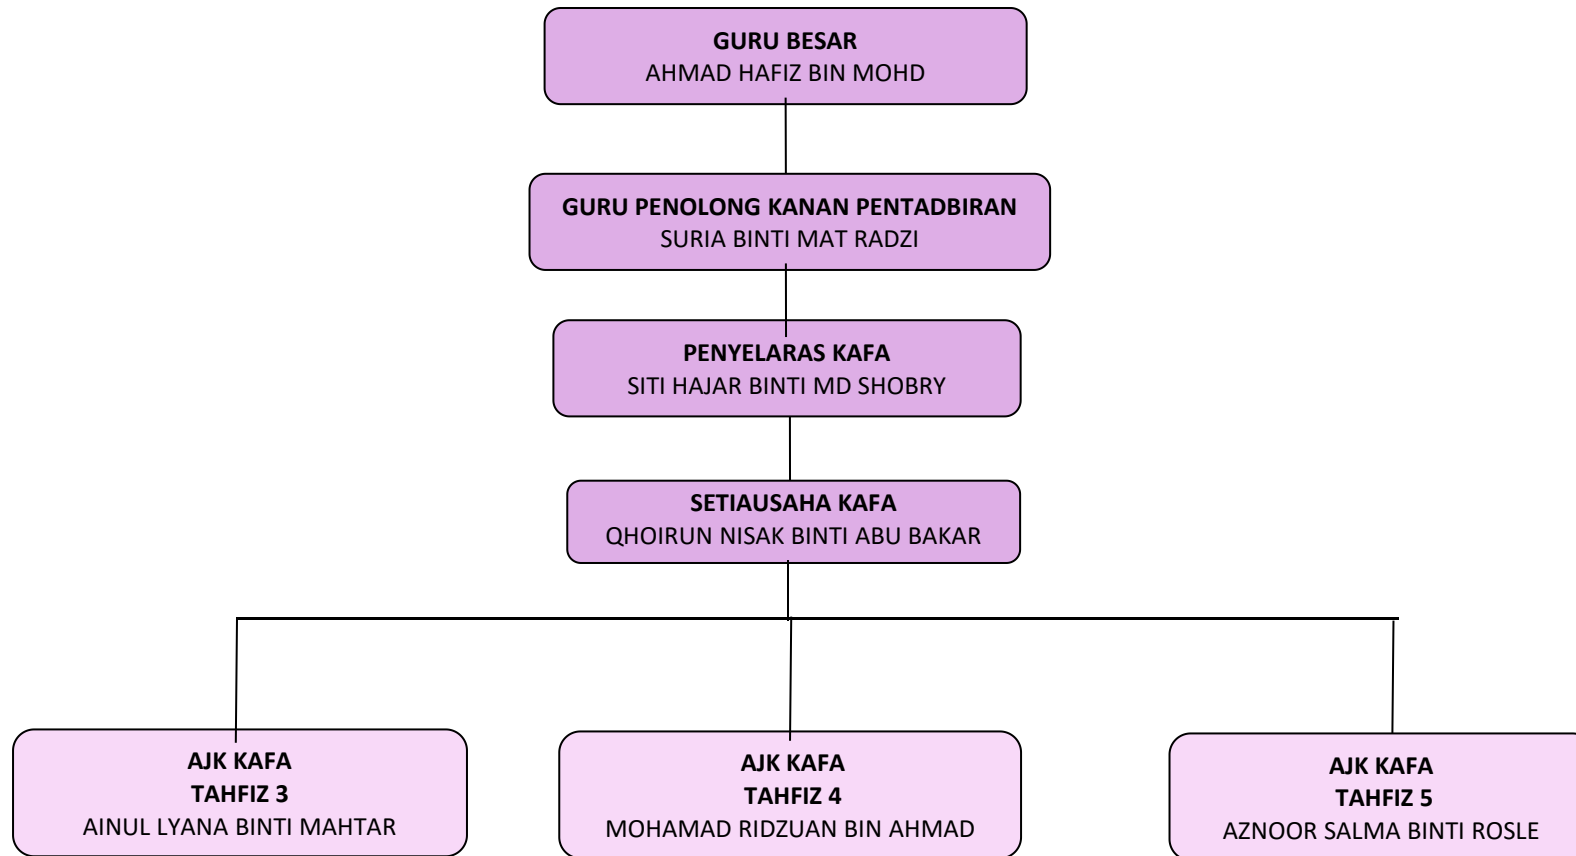 GURU BESAR
AHMAD HAFIZ BIN MOHD
GURU PENOLONG KANAN PENTADBIRAN
SURIA BINTI MAT RADZI
PENYELARAS KAFA
SITI HAJAR BINTI MD SHOBRY
SETIAUSAHA KAFA
QHOIRUN NISAK BINTI ABU BAKAR
AJK KAFA
TAHFIZ 3
AINUL LYANA BINTI MAHTAR
AJK KAFA
TAHFIZ 4
MOHAMAD RIDZUAN BIN AHMAD
AJK KAFA
TAHFIZ 5
AZNOOR SALMA BINTI ROSLE